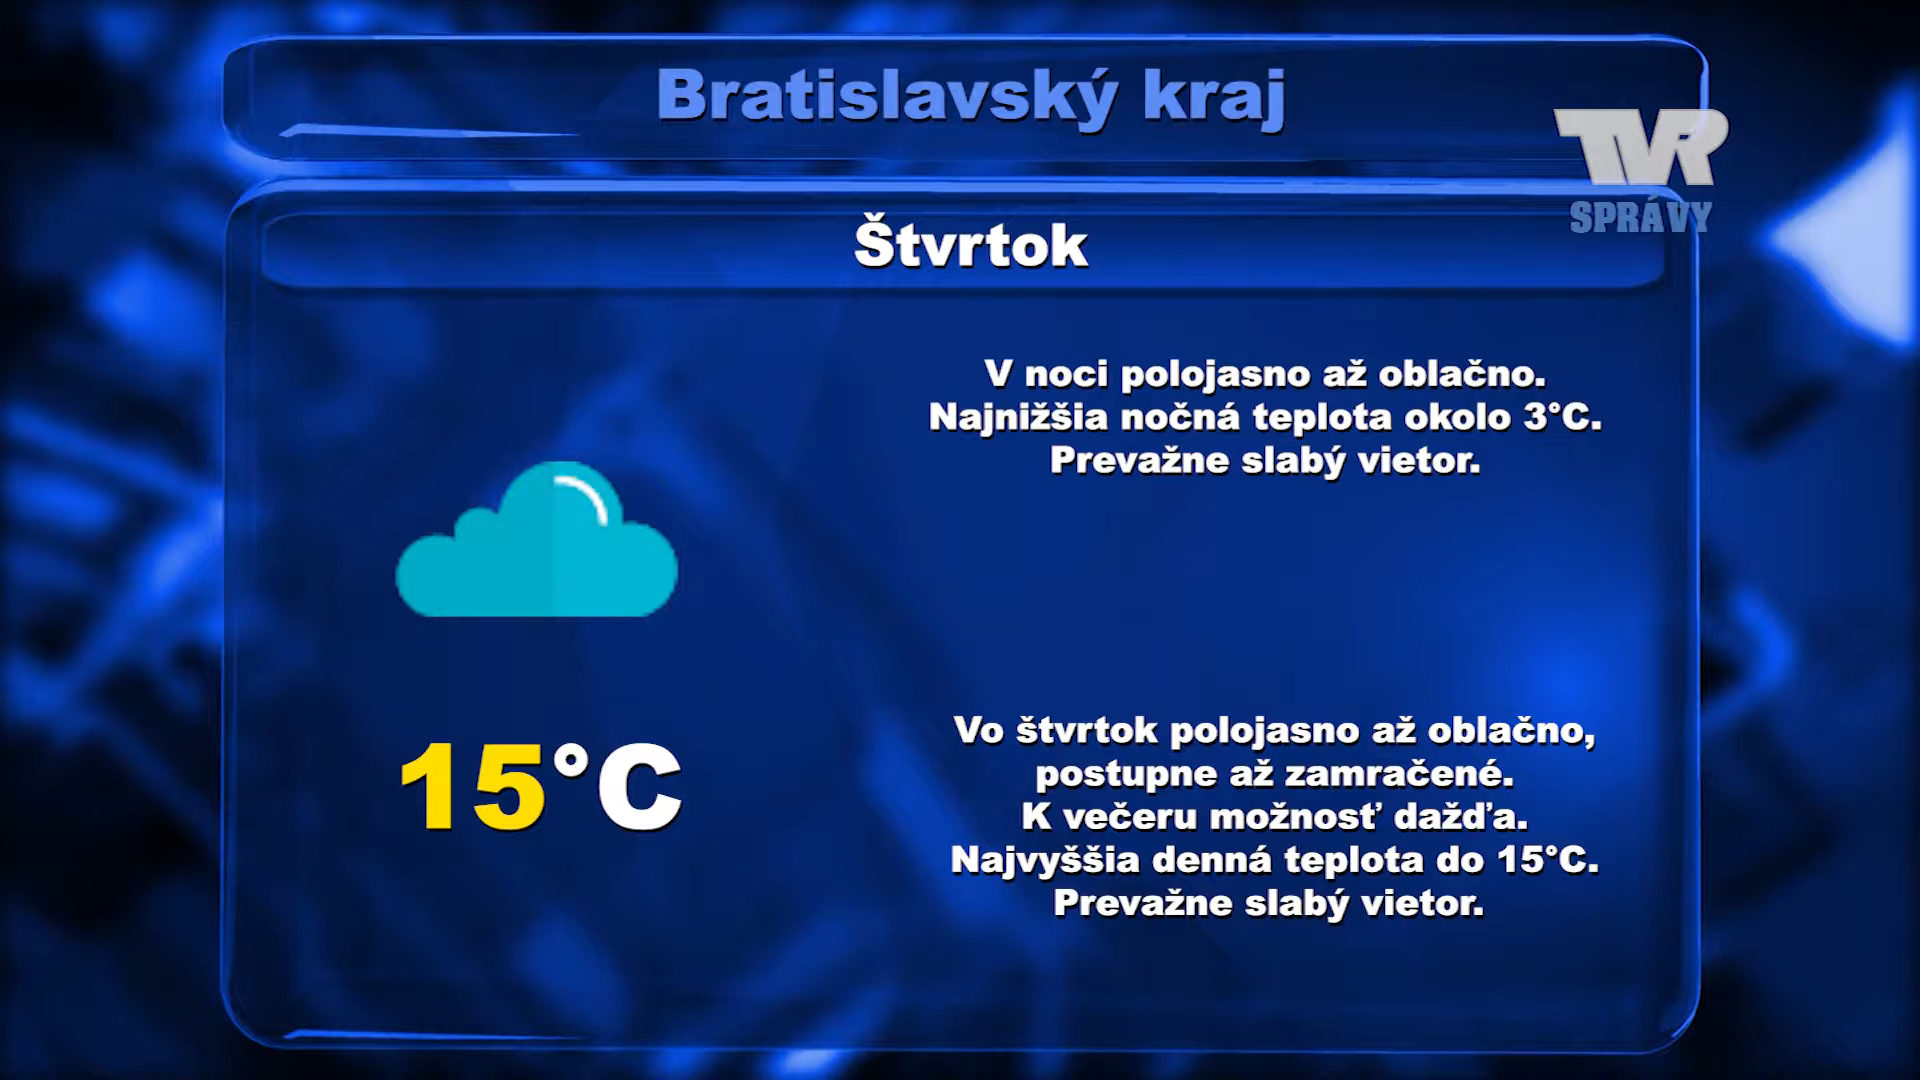 Bratislavský kraj
TVR
SPRÁVY
Štvrtok
V noci polojasno až oblačno.
Najnižšia nočná teplota okolo 3°C.
Prevažne slabý vietor.
15°C
Vo štvrtok polojasno až oblačno,
postupne až zamračené.
K večeru možnosť dažďa.
Najvyššia denná teplota do 15°C.
Prevažne slabý vietor.